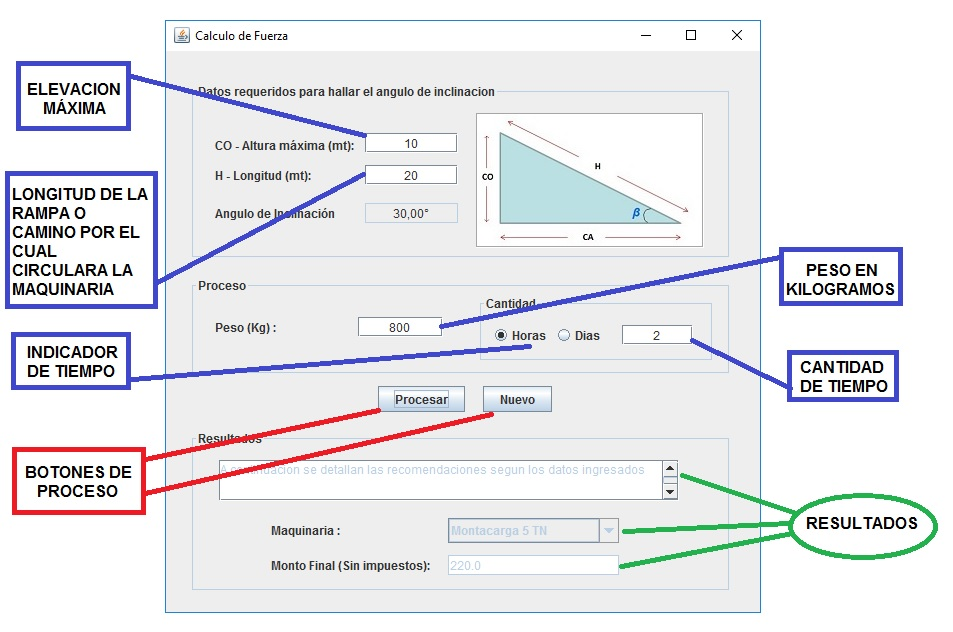 Calculo de Fuerza
ELEVACION
MÁXIMA
Datos requeridos para hallar el angulo de inclinacion
CO - Altura máxima (mt):
10
H - Longitud (mt):
20
Angulo de Inclinación
30,00°
CO
H
β
CA
LONGITUD DE LA
RAMPA O
CAMINO POR EL
CUAL
CIRCULARA LA
MAQUINARIA
PESO EN
KILOGRAMOS
Proceso
Peso (Kg) :
800
Cantidad
Horas
Dias
2
INDICADOR
DE TIEMPO
CANTIDAD
DE TIEMPO
Procesar
Nuevo
BOTONES DE
PROCESO
Resultados
A continuación se detallan las recomendaciones segun los datos ingresados
Maquinaria :
Montacarga 5 TN
Monto Final (Sin impuestos):
220.0
RESULTADOS